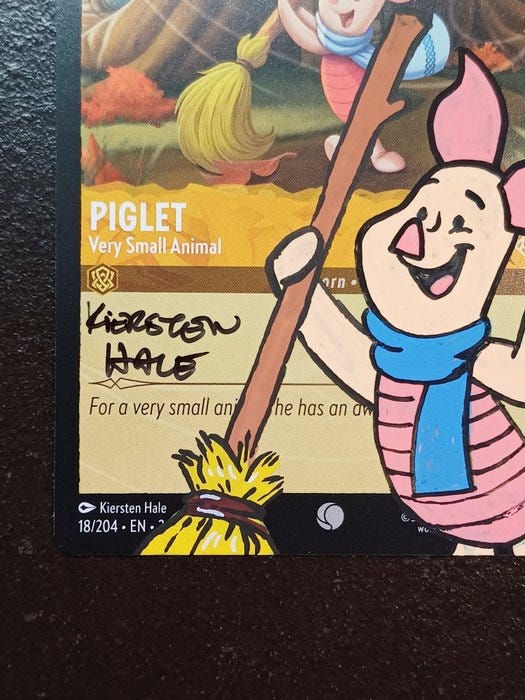 PIGLET
Very Small Animal
orn •
KIERSTEN
HALE
For a very small ani he has an aw
Kiersten Hale
18/204 • EN •